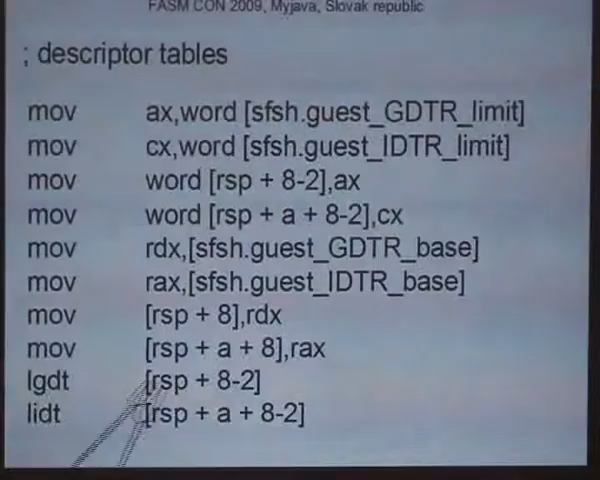 FASM CON 2009, Myjava, Slovak republic
; descriptor tables
mov ax,word [sfsh.guest_GDTR_limit]
mov cx,word [sfsh.guest_IDTR_limit]
mov word [rsp + 8-2],ax
mov word [rsp + a + 8-2],cx
mov rdx,[sfsh.guest_GDTR_base]
mov rax,[sfsh.guest_IDTR_base]
mov [rsp + 8],rdx
mov [rsp + a + 8],rax
lgdt [rsp + 8-2]
lidt [rsp + a + 8-2]